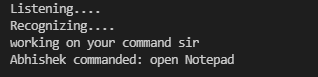 Listening....
Recognizing....
working on your command sir
Abhishek commanded: open Notepad